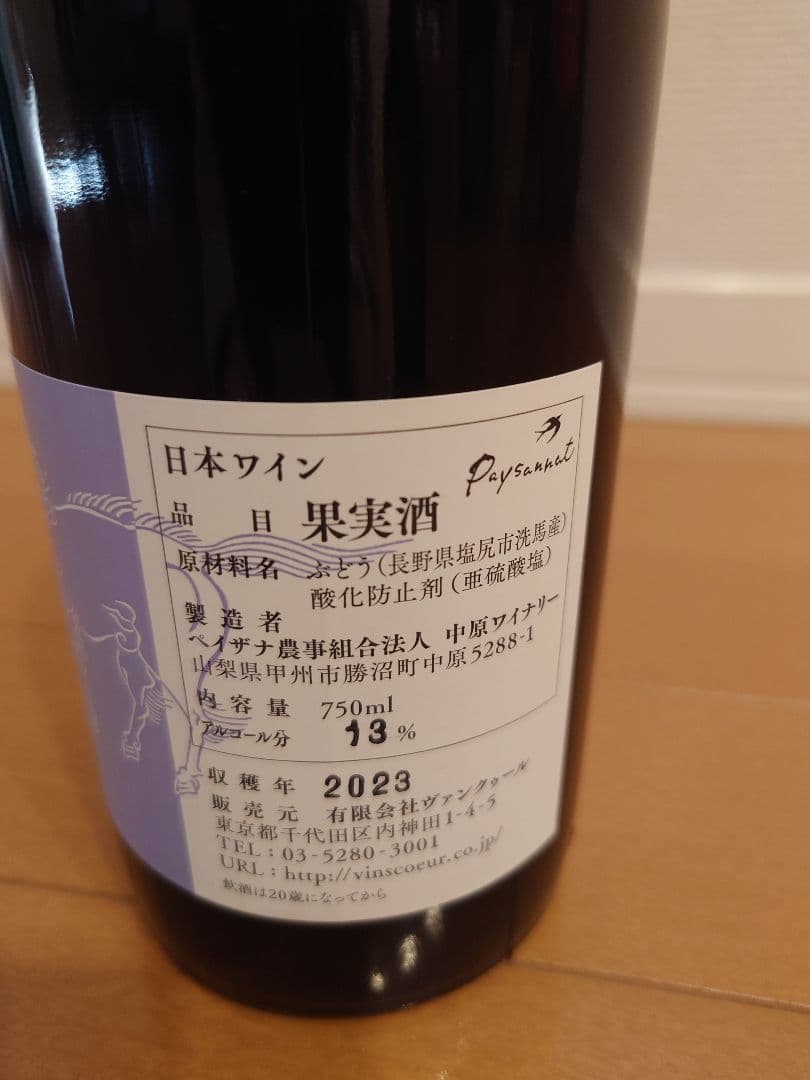 日本ワイン
Paysannat
品目 果実酒
原材料名 ぶどう（長野県塩尻市洗馬産）
酸化防止剤（亜硫酸塩）
製造者
ペイザナ農事組合法人 中原ワイナリー
山梨県甲州市勝沼町中原5288-1
内容量 750ml
アルコール分 13%
収穫年 2023
販売元 有限会社ヴァンクゥール
東京都千代田区内神田1-4-5
TEL：03-5280-3001
URL：http://vinscoeur.co.jp/
飲酒は20歳になってから